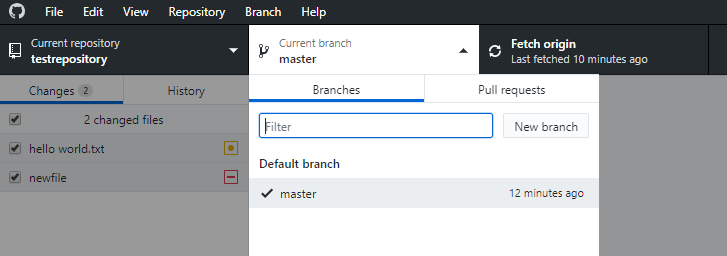 File Edit View Repository Branch Help
Current repository
testrepository
Current branch
master
Fetch origin
Last fetched 10 minutes ago
Changes 2 History
2 changed files
hello world.txt
newfile
Branches Pull requests
Filter New branch
Default branch
master 12 minutes ago